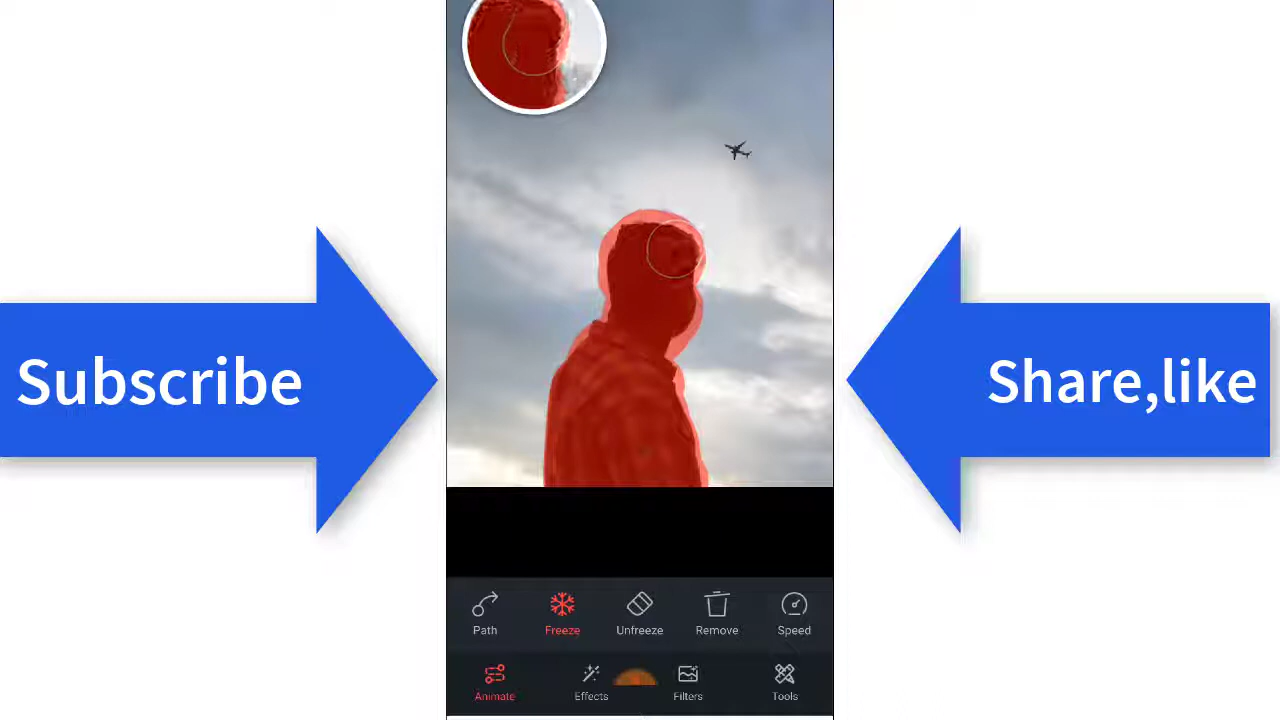 Subscribe
Share,like
Path
Freeze
Unfreeze
Remove
Speed
Animate
Effects
Filters
Tools